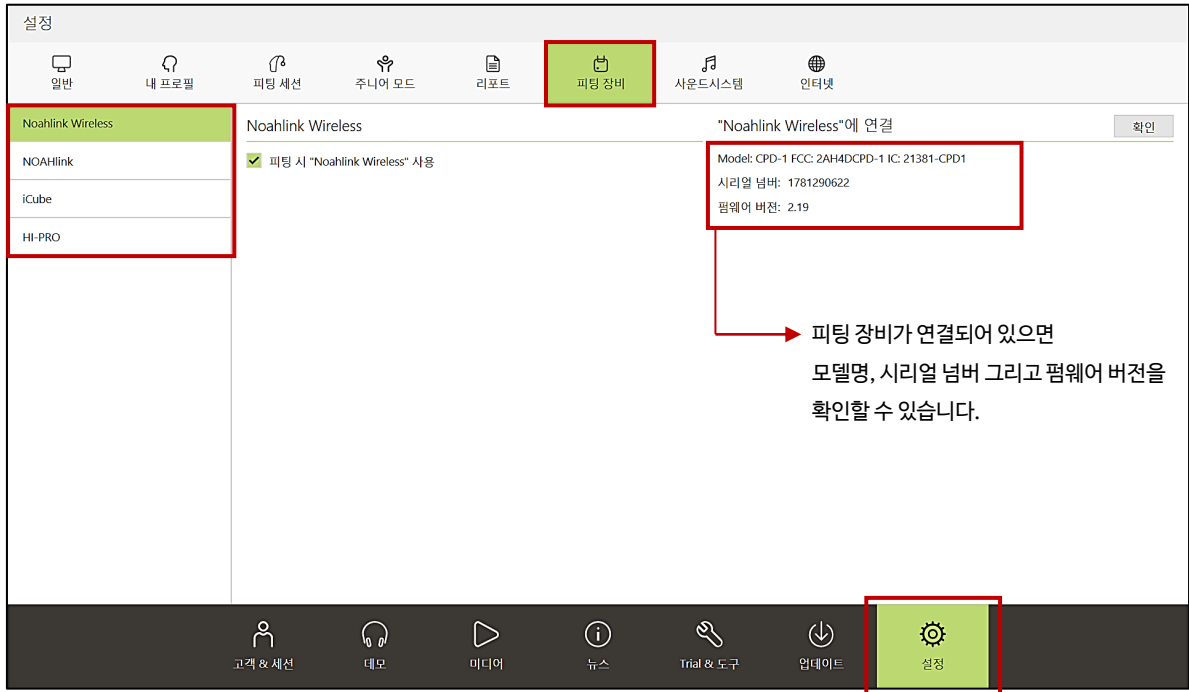 설정
일반
내 프로필
피팅 세션
주니어 모드
리포트
피팅 장비
사운드시스템
인터넷
Noahlink Wireless
NOAHlink
iCube
HI-PRO
Noahlink Wireless
피팅 시 "Noahlink Wireless" 사용
"Noahlink Wireless"에 연결
확인
Model: CPD-1 FCC: 2AH4DCPD-1 IC: 21381-CPD1
시리얼 넘버: 1781290622
펌웨어 버젼: 2.19
피팅 장비가 연결되어 있으면
모델명, 시리얼 넘버 그리고 펌웨어 버전을
확인할 수 있습니다.
고객 & 세션
데모
미디어
뉴스
Trial & 도구
업데이트
설정